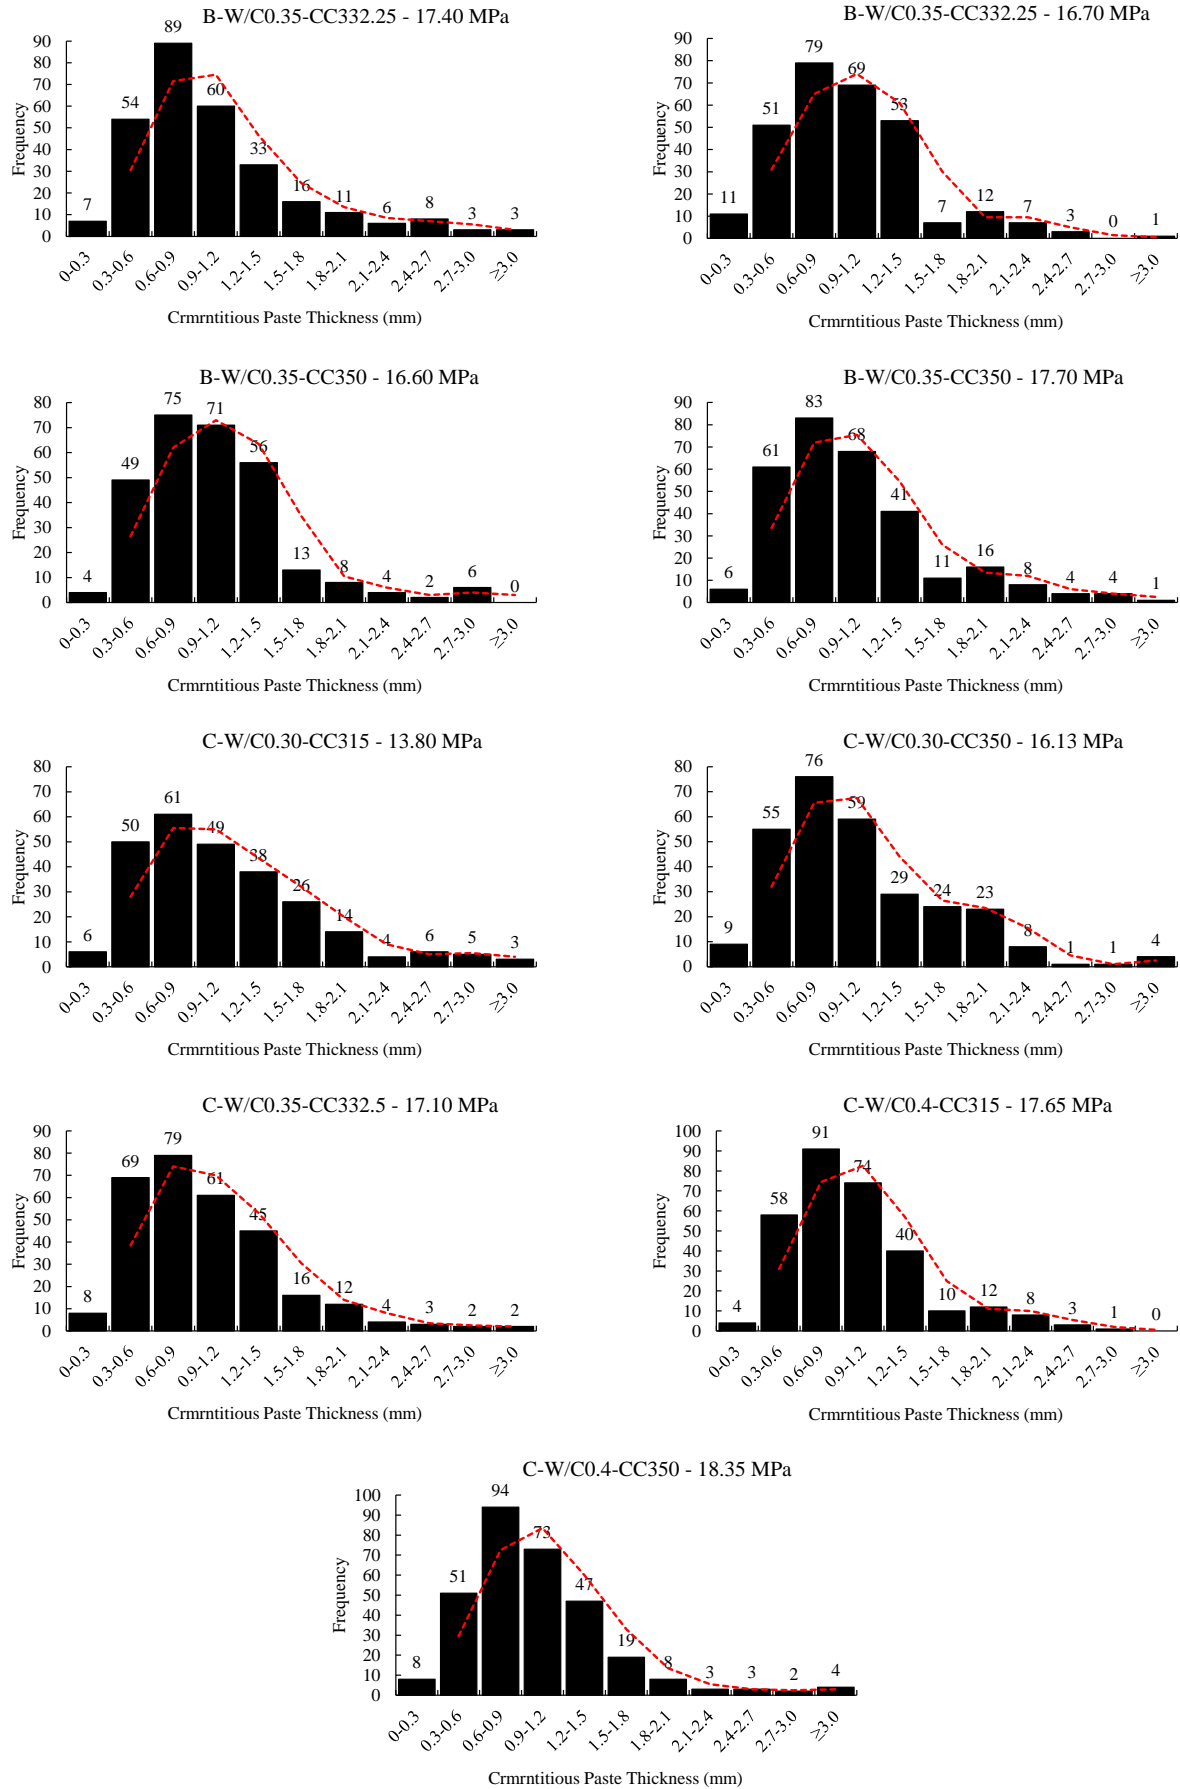 B-W/C0.35-CC332.25 - 17.40 MPa
Frequency
90
80
70
60
50
40
30
20
10
0
7 54 89 60 33 16 11 6 8 3 3
0-0.3 0.3-0.6 0.6-0.9 0.9-1.2 1.2-1.5 1.5-1.8 1.8-2.1 2.1-2.4 2.4-2.7 2.7-3.0 ≥3.0
Crmrntitious Paste Thickness (mm)
B-W/C0.35-CC332.25 - 16.70 MPa
Frequency
90
80
70
60
50
40
30
20
10
0
11 51 79 69 53 7 12 7 3 0 1
0-0.3 0.3-0.6 0.6-0.9 0.9-1.2 1.2-1.5 1.5-1.8 1.8-2.1 2.1-2.4 2.4-2.7 2.7-3.0 ≥3.0
Crmrntitious Paste Thickness (mm)
B-W/C0.35-CC350 - 16.60 MPa
Frequency
80
70
60
50
40
30
20
10
0
4 49 75 71 56 13 8 4 2 6 0
0-0.3 0.3-0.6 0.6-0.9 0.9-1.2 1.2-1.5 1.5-1.8 1.8-2.1 2.1-2.4 2.4-2.7 2.7-3.0 ≥3.0
Crmrntitious Paste Thickness (mm)
B-W/C0.35-CC350 - 17.70 MPa
Frequency
90
80
70
60
50
40
30
20
10
0
6 61 83 68 41 11 16 8 4 4 1
0-0.3 0.3-0.6 0.6-0.9 0.9-1.2 1.2-1.5 1.5-1.8 1.8-2.1 2.1-2.4 2.4-2.7 2.7-3.0 ≥3.0
Crmrntitious Paste Thickness (mm)
C-W/C0.30-CC315 - 13.80 MPa
Frequency
80
70
60
50
40
30
20
10
0
6 50 61 49 38 26 14 4 6 5 3
0-0.3 0.3-0.6 0.6-0.9 0.9-1.2 1.2-1.5 1.5-1.8 1.8-2.1 2.1-2.4 2.4-2.7 2.7-3.0 ≥3.0
Crmrntitious Paste Thickness (mm)
C-W/C0.30-CC350 - 16.13 MPa
Frequency
80
70
60
50
40
30
20
10
0
9 55 76 59 29 24 23 8 1 1 4
0-0.3 0.3-0.6 0.6-0.9 0.9-1.2 1.2-1.5 1.5-1.8 1.8-2.1 2.1-2.4 2.4-2.7 2.7-3.0 ≥3.0
Crmrntitious Paste Thickness (mm)
C-W/C0.35-CC332.5 - 17.10 MPa
Frequency
90
80
70
60
50
40
30
20
10
0
8 69 79 61 45 16 12 4 3 2 2
0-0.3 0.3-0.6 0.6-0.9 0.9-1.2 1.2-1.5 1.5-1.8 1.8-2.1 2.1-2.4 2.4-2.7 2.7-3.0 ≥3.0
Crmrntitious Paste Thickness (mm)
C-W/C0.4-CC315 - 17.65 MPa
Frequency
100
90
80
70
60
50
40
30
20
10
0
4 58 91 74 40 10 12 8 3 1 0
0-0.3 0.3-0.6 0.6-0.9 0.9-1.2 1.2-1.5 1.5-1.8 1.8-2.1 2.1-2.4 2.4-2.7 2.7-3.0 ≥3.0
Crmrntitious Paste Thickness (mm)
C-W/C0.4-CC350 - 18.35 MPa
Frequency
100
90
80
70
60
50
40
30
20
10
0
8 51 94 73 47 19 8 3 3 2 4
0-0.3 0.3-0.6 0.6-0.9 0.9-1.2 1.2-1.5 1.5-1.8 1.8-2.1 2.1-2.4 2.4-2.7 2.7-3.0 ≥3.0
Crmrntitious Paste Thickness (mm)